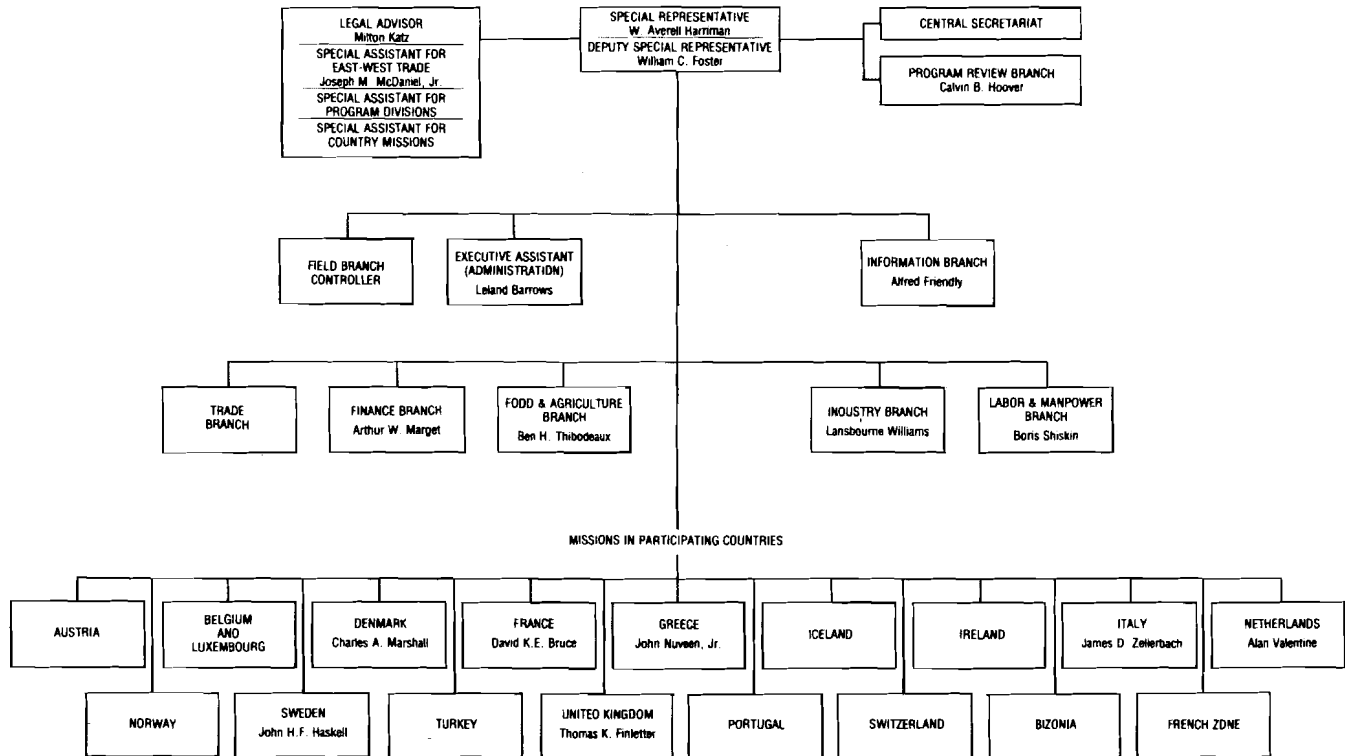 LEGAL ADVISOR
Milton Katz
SPECIAL ASSISTANT FOR
EAST-WEST TRADE
Joseph M. McDaniel, Jr.
SPECIAL ASSISTANT FOR
PROGRAM DIVISIONS
SPECIAL ASSISTANT FOR
COUNTRY MISSIONS
SPECIAL REPRESENTATIVE
W. Averell Harriman
DEPUTY SPECIAL REPRESENTATIVE
William C. Foster
CENTRAL SECRETARIAT
PROGRAM REVIEW BRANCH
Calvin B. Hoover
FIELD BRANCH
CONTROLLER
EXECUTIVE ASSISTANT
(ADMINISTRATION)
Leland Barrows
INFORMATION BRANCH
Alfred Friendly
TRADE
BRANCH
FINANCE BRANCH
Arthur W. Marget
FODD & AGRICULTURE
BRANCH
Ben H. Thibodeaux
INDUSTRY BRANCH
Lansbourne Williams
LABOR & MANPOWER
BRANCH
Boris Shiskin
MISSIONS IN PARTICIPATING COUNTRIES
AUSTRIA
BELGIUM
AND
LUXEMBOURG
DENMARK
Charles A. Marshall
FRANCE
David K.E. Bruce
GREECE
John Nuveen, Jr.
ICELAND
IRELAND
ITALY
James D. Zellerbach
NETHERLANDS
Alan Valentine
NORWAY
SWEDEN
John H.F. Haskell
TURKEY
UNITED KINGDOM
Thomas K. Finletter
PORTUGAL
SWITZERLAND
BIZONIA
FRENCH ZDNE